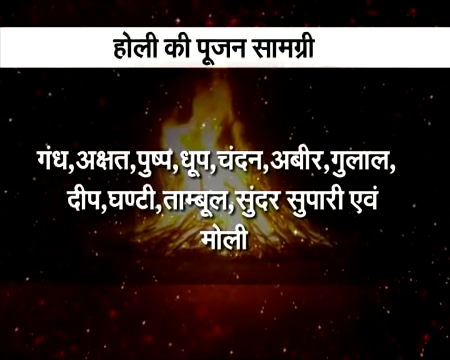 होली की पूजन सामग्री
गंध,अक्षत,पुष्प,धूप,चंदन,अबीर,गुलाल,
दीप,घण्टी,ताम्बूल,सुंदर सुपारी एवं
मोली